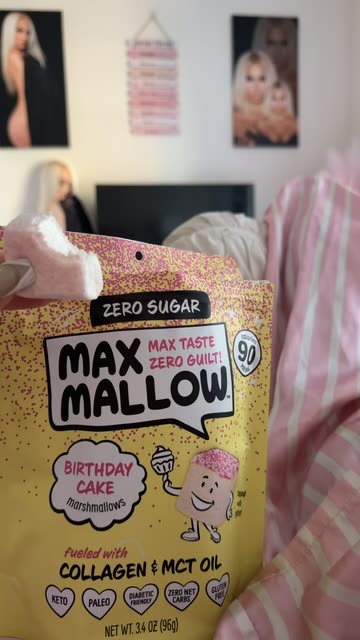 ZERO SUGAR
MAX
MALLOW
MAX TASTE
ZERO GUILT!
90
BIRTHDAY
CAKE
marshmallows
fueled with
COLLAGEN & MCT OIL
KETO
PALEO
DIABETIC
FRIENDLY
ZERO NET
CARBS
GLUTEN
FREE
NET WT. 3.4 OZ (96g)